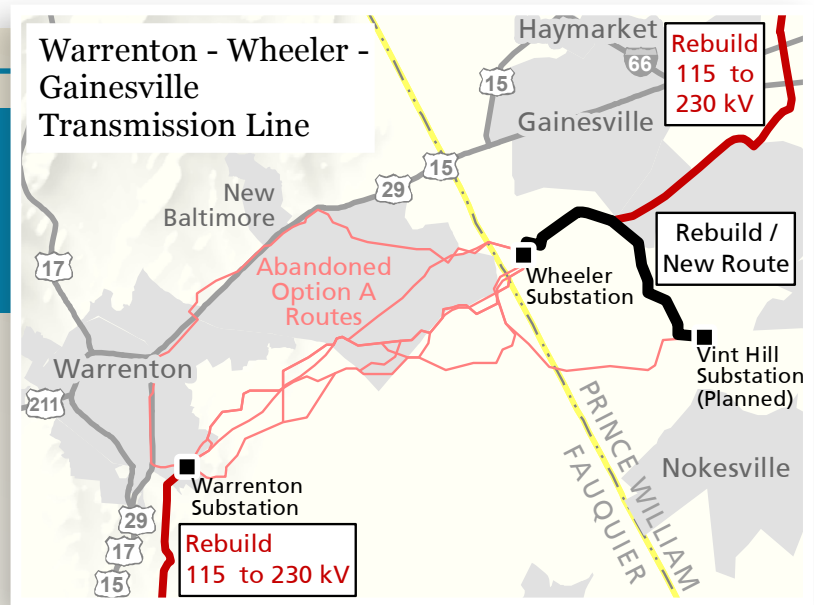 Warrenton - Wheeler -
Gainesville
Transmission Line
Haymarket
66
Rebuild
115 to
230 kV
15
Gainesville
15
29
New
Baltimore
Abandoned
Option A
Routes
Rebuild /
New Route
Wheeler
Substation
17
Warrenton
Vint Hill
Substation
(Planned)
211
PRINCE WILLIAM
FAUQUIER
Nokesville
Warrenton
Substation
29
17
15
Rebuild
115 to 230 kV